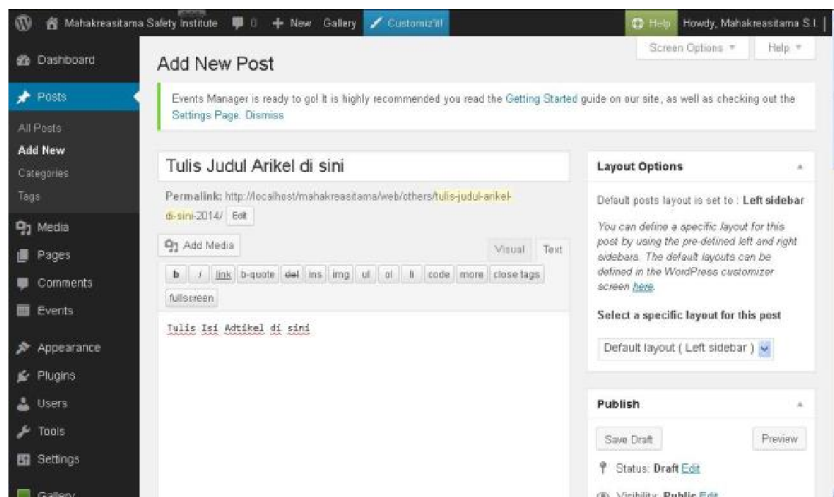 Mahakreasitama Safety Institute 0 + New Gallery Customiz'it! Help Howdy, Mahakreasitama S.I
Screen Options Help
Dashboard
Posts
All Posts
Add New
Categories
Tags
Media
Pages
Comments
Events
Appearance
Plugins
Users
Tools
Settings
Gallery
Add New Post
Events Manager is ready to go! It is highly recommended you read the Getting Started guide on our site, as well as checking out the
Settings Page. Dismiss
Tulis Judul Arikel di sini
Permalink: http://localhost/mahakreasitama/web/others/tulis-judul-arikel-
di-sini-2014/ Edit
Add Media Visual Text
b i link b-quote del ins img ul ol li code more close tags
fullscreen
Tulis Isi Adtikel di sini
Layout Options
Default posts layout is set to : Left sidebar
You can define a specific layout for this
post by using the pre-defined left and right
sidebars. The default layouts can be
defined in the WordPress customizer
screen here.
Select a specific layout for this post
Default layout ( Left sidebar )
Publish
Save Draft Preview
Status: Draft Edit
Visibility: Public Edit